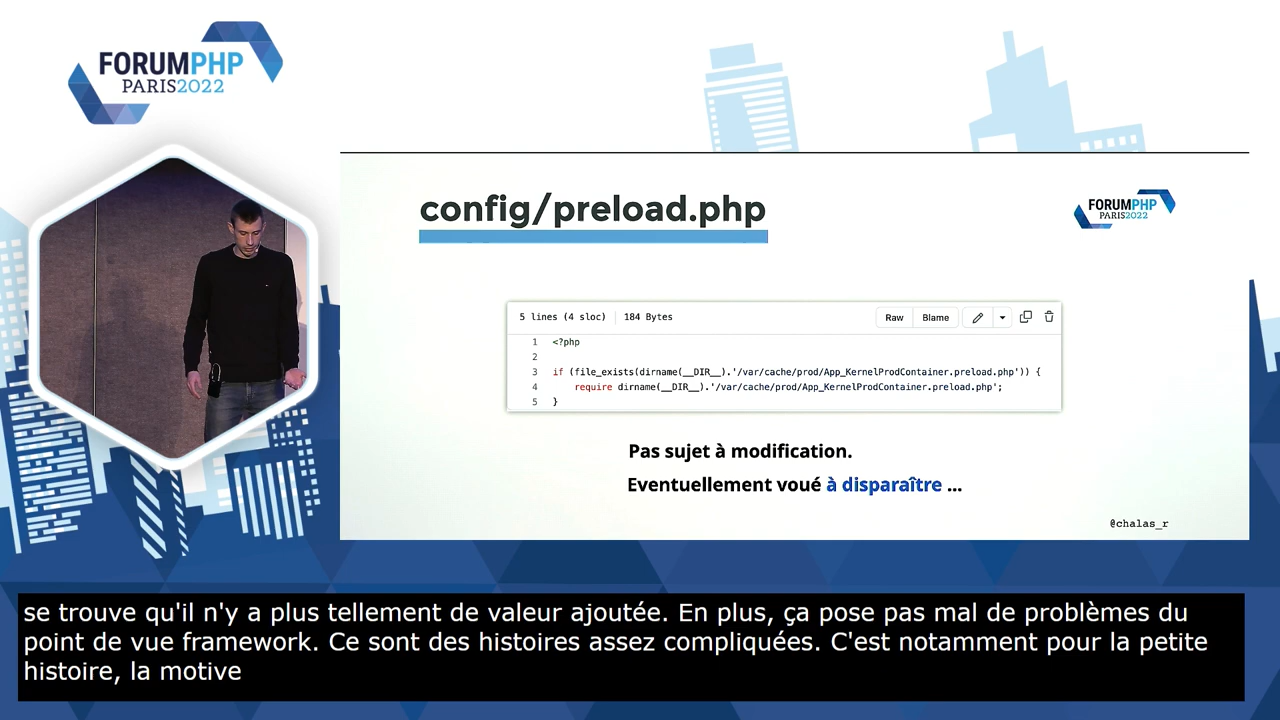 FORUMPHP
PARIS2022
config/preload.php
FORUMPHP
PARIS2022
5 lines (4 sloc) 184 Bytes Raw Blame
1 <?php
2
3 if (file_exists(dirname(__DIR__).'/var/cache/prod/App_KernelProdContainer.preload.php')) {
4 require dirname(__DIR__).'/var/cache/prod/App_KernelProdContainer.preload.php';
5 }
Pas sujet à modification.
Eventuellement voué à disparaître ...
@chalas_r
se trouve qu'il n'y a plus tellement de valeur ajoutée. En plus, ça pose pas mal de problèmes du
point de vue framework. Ce sont des histoires assez compliquées. C'est notamment pour la petite
histoire, la motive